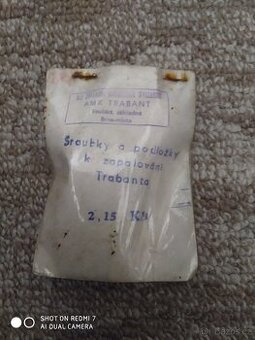 AMK TRABANT
Šroubky a podložky
k zapalování
Trabanta
2,15 Kčs
SHOT ON REDMI 7
AI DUAL CAMERA